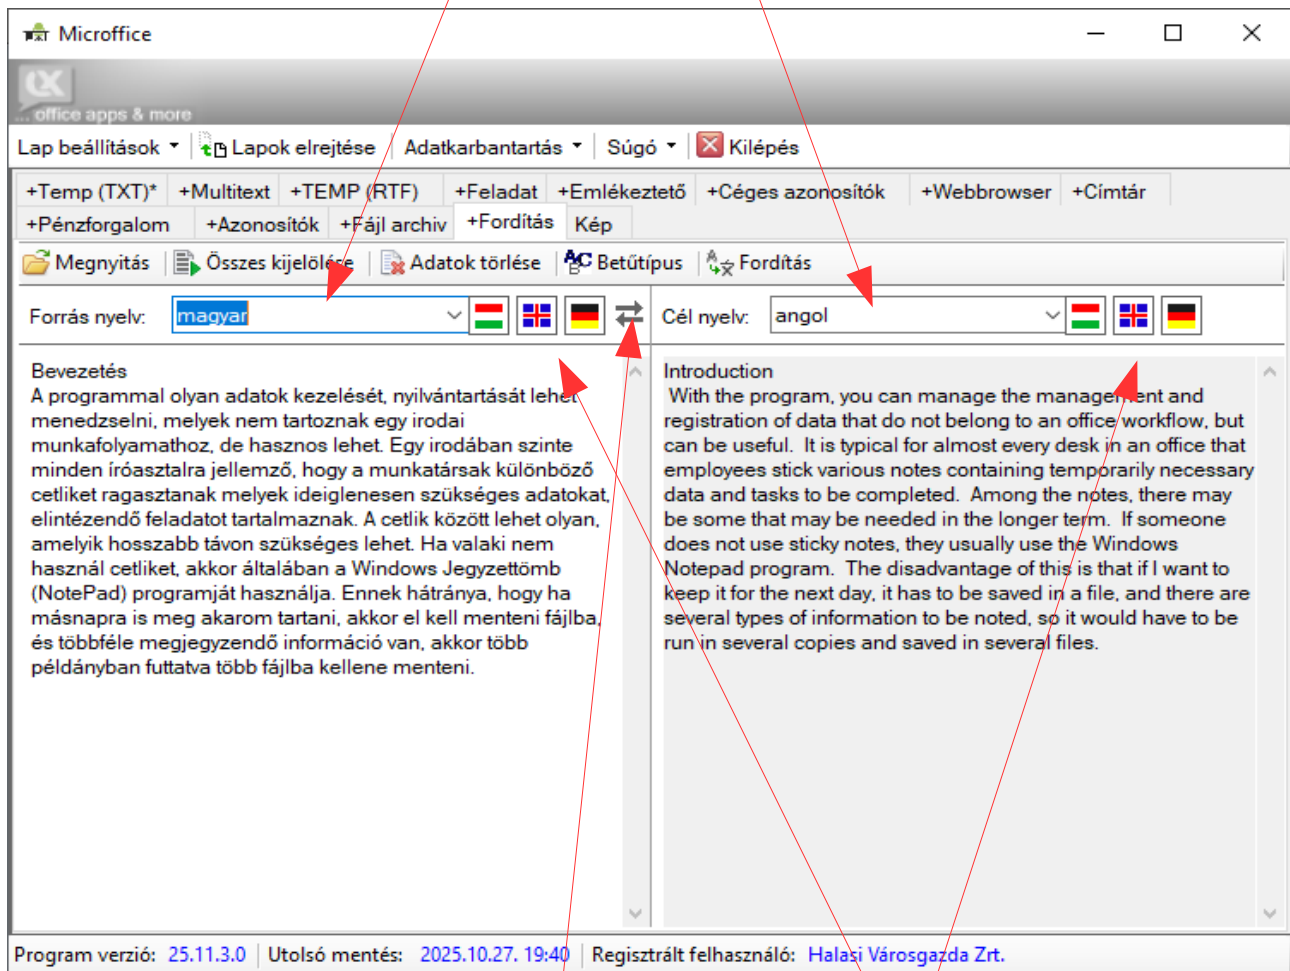 Microffice
... office apps & more
Lap beállítások Lapok elrejtése Adatkarbantartás Súgó Kilépés
+Temp (TXT)* +Multitext +TEMP (RTF) +Feladat +Emlékeztető +Céges azonosítók +Webbrowser +Címtár
+Pénzforgalom +Azonosítók +Fájl archiv +Fordítás Kép
Megnyitás Összes kijelölése Adatok törlése Betűtípus Fordítás
Forrás nyelv: magyar Cél nyelv: angol
Bevezetés
A programmal olyan adatok kezelését, nyilvántartását lehet
menedzselni, melyek nem tartoznak egy irodai
munkafolyamathoz, de hasznos lehet. Egy irodában szinte
minden íróasztalra jellemző, hogy a munkatársak különböző
cetliket ragasztanak melyek ideiglenesen szükséges adatokat,
elintézendő feladatot tartalmaznak. A cetlik között lehet olyan,
amelyik hosszabb távon szükséges lehet. Ha valaki nem
használ cetliket, akkor általában a Windows Jegyzettömb
(NotePad) programját használja. Ennek hátránya, hogy ha
másnapra is meg akarom tartani, akkor el kell menteni fájlba,
és többféle megjegyzendő információ van, akkor több
példányban futtatva több fájlba kellene menteni.
Introduction
With the program, you can manage the management and
registration of data that do not belong to an office workflow, but
can be useful. It is typical for almost every desk in an office that
employees stick various notes containing temporarily necessary
data and tasks to be completed. Among the notes, there may
be some that may be needed in the longer term. If someone
does not use sticky notes, they usually use the Windows
Notepad program. The disadvantage of this is that if I want to
keep it for the next day, it has to be saved in a file, and there are
several types of information to be noted, so it would have to be
run in several copies and saved in several files.
Program verzió: 25.11.3.0 Utolsó mentés: 2025.10.27. 19:40 Regisztrált felhasználó: Halasi Városgazda Zrt.